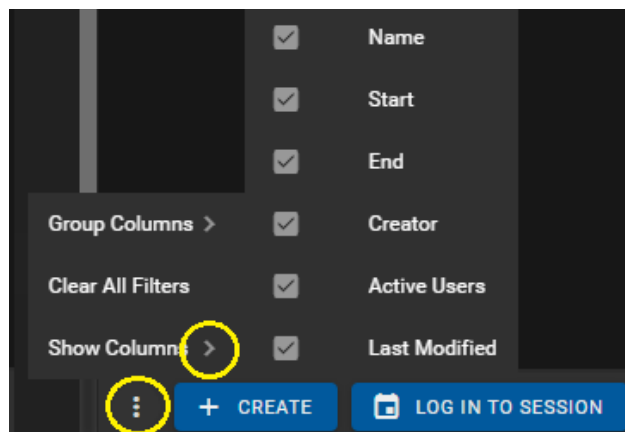 Name
Start
End
Group Columns > Creator
Clear All Filters Active Users
Show Columns > Last Modified
+ CREATE LOG IN TO SESSION